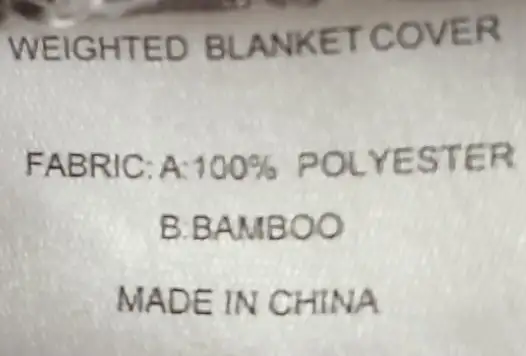 WEIGHTED BLANKET COVER
FABRIC: A:100% POLYESTER
B:BAMBOO
MADE IN CHINA